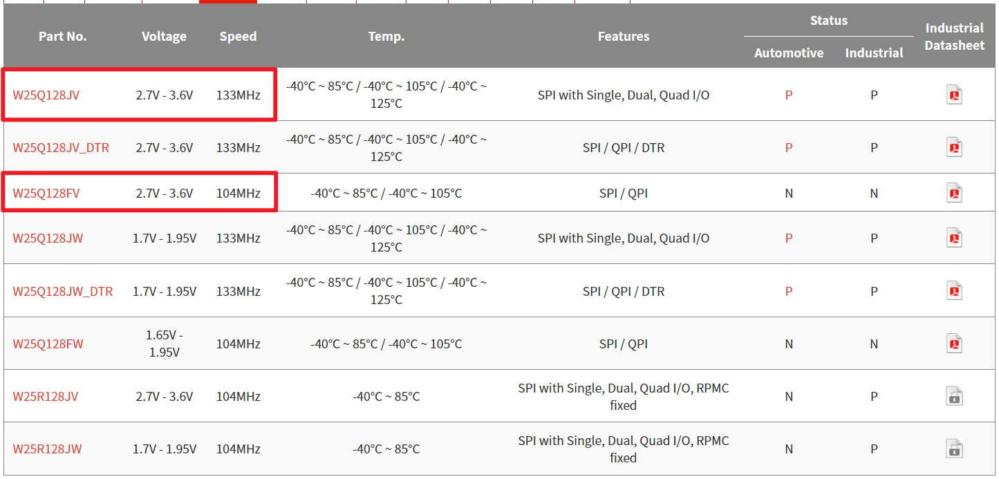 Part No. Voltage Speed Temp. Features Status Industrial Datasheet
Automotive Industrial
W25Q128JV 2.7V - 3.6V 133MHz -40°C ~ 85°C / -40°C ~ 105°C / -40°C ~ 125°C SPI with Single, Dual, Quad I/O P P
W25Q128JV_DTR 2.7V - 3.6V 133MHz -40°C ~ 85°C / -40°C ~ 105°C / -40°C ~ 125°C SPI / QPI / DTR P P
W25Q128FV 2.7V - 3.6V 104MHz -40°C ~ 85°C / -40°C ~ 105°C SPI / QPI N N
W25Q128JW 1.7V - 1.95V 133MHz -40°C ~ 85°C / -40°C ~ 105°C / -40°C ~ 125°C SPI with Single, Dual, Quad I/O P P
W25Q128JW_DTR 1.7V - 1.95V 133MHz -40°C ~ 85°C / -40°C ~ 105°C / -40°C ~ 125°C SPI / QPI / DTR P P
W25Q128FW 1.65V - 1.95V 104MHz -40°C ~ 85°C / -40°C ~ 105°C SPI / QPI N N
W25R128JV 2.7V - 3.6V 104MHz -40°C ~ 85°C SPI with Single, Dual, Quad I/O, RPMC fixed N P
W25R128JW 1.7V - 1.95V 104MHz -40°C ~ 85°C SPI with Single, Dual, Quad I/O, RPMC fixed N P